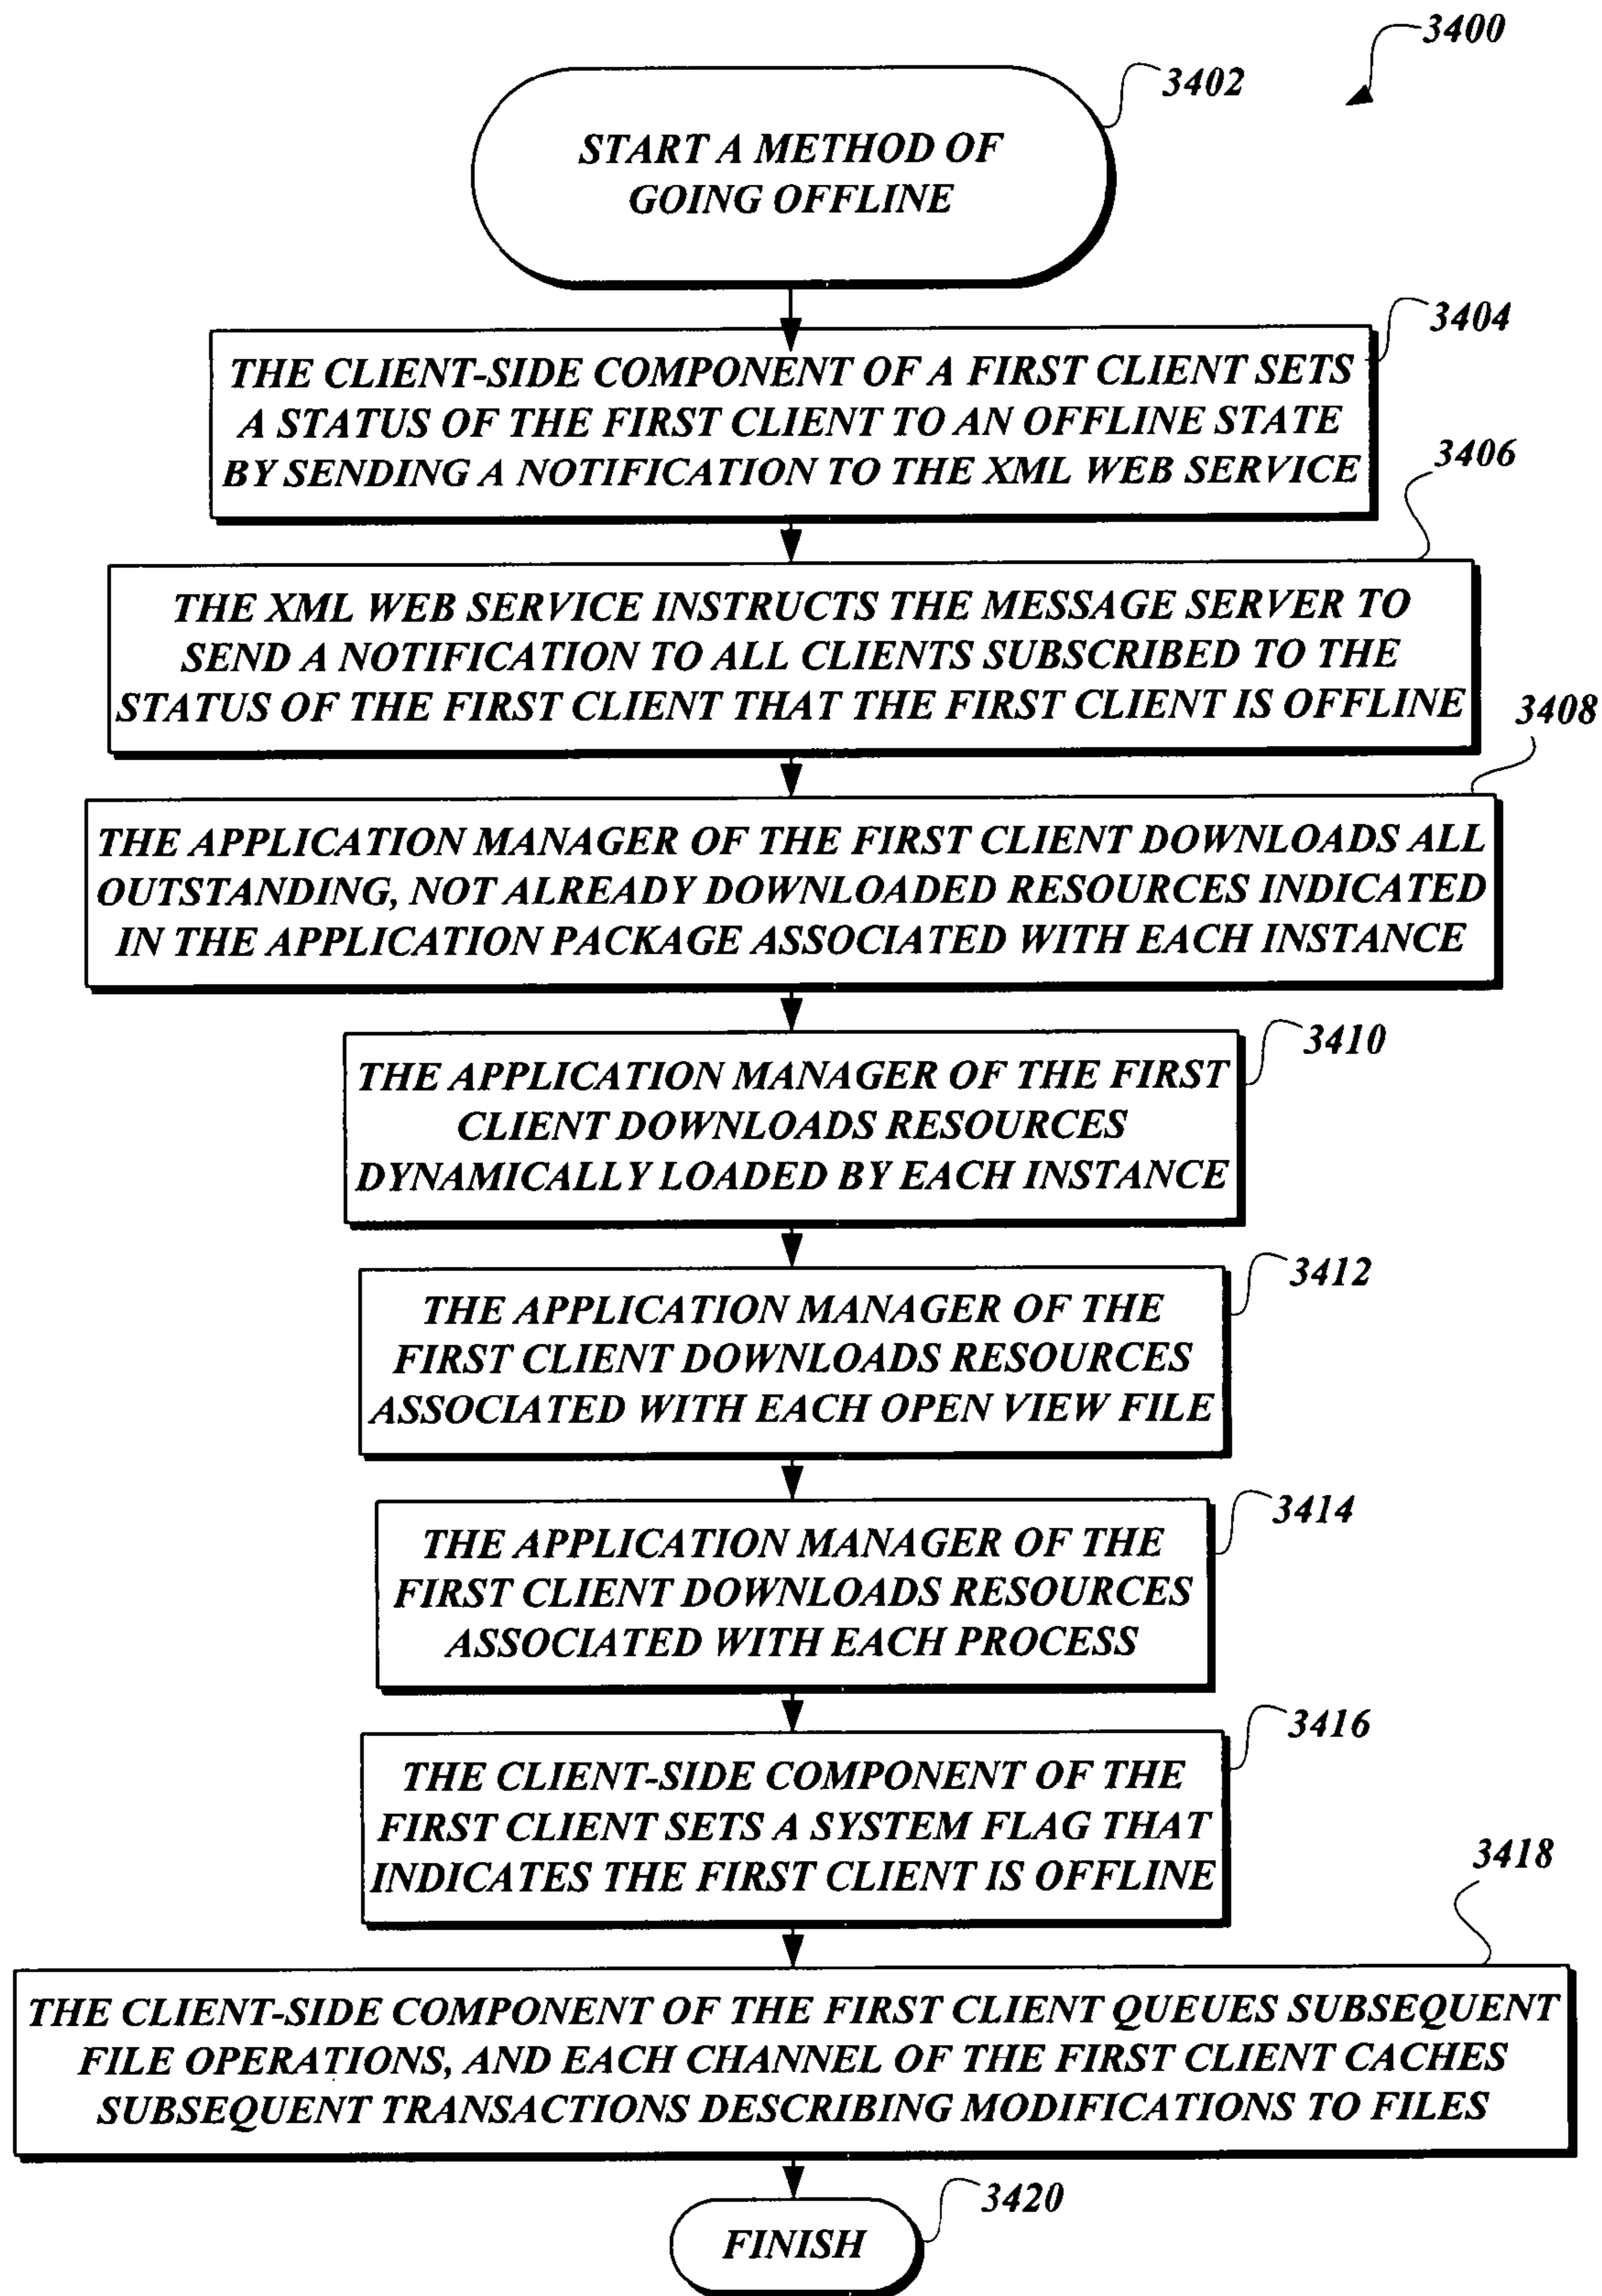 3400
3402
START A METHOD OF
GOING OFFLINE
3404
THE CLIENT-SIDE COMPONENT OF A FIRST CLIENT SETS
A STATUS OF THE FIRST CLIENT TO AN OFFLINE STATE
BY SENDING A NOTIFICATION TO THE XML WEB SERVICE
3406
THE XML WEB SERVICE INSTRUCTS THE MESSAGE SERVER TO
SEND A NOTIFICATION TO ALL CLIENTS SUBSCRIBED TO THE
STATUS OF THE FIRST CLIENT THAT THE FIRST CLIENT IS OFFLINE
3408
THE APPLICATION MANAGER OF THE FIRST CLIENT DOWNLOADS ALL
OUTSTANDING, NOT ALREADY DOWNLOADED RESOURCES INDICATED
IN THE APPLICATION PACKAGE ASSOCIATED WITH EACH INSTANCE
3410
THE APPLICATION MANAGER OF THE FIRST
CLIENT DOWNLOADS RESOURCES
DYNAMICALLY LOADED BY EACH INSTANCE
3412
THE APPLICATION MANAGER OF THE
FIRST CLIENT DOWNLOADS RESOURCES
ASSOCIATED WITH EACH OPEN VIEW FILE
3414
THE APPLICATION MANAGER OF THE
FIRST CLIENT DOWNLOADS RESOURCES
ASSOCIATED WITH EACH PROCESS
3416
THE CLIENT-SIDE COMPONENT OF THE
FIRST CLIENT SETS A SYSTEM FLAG THAT
INDICATES THE FIRST CLIENT IS OFFLINE
3418
THE CLIENT-SIDE COMPONENT OF THE FIRST CLIENT QUEUES SUBSEQUENT
FILE OPERATIONS, AND EACH CHANNEL OF THE FIRST CLIENT CACHES
SUBSEQUENT TRANSACTIONS DESCRIBING MODIFICATIONS TO FILES
3420
FINISH